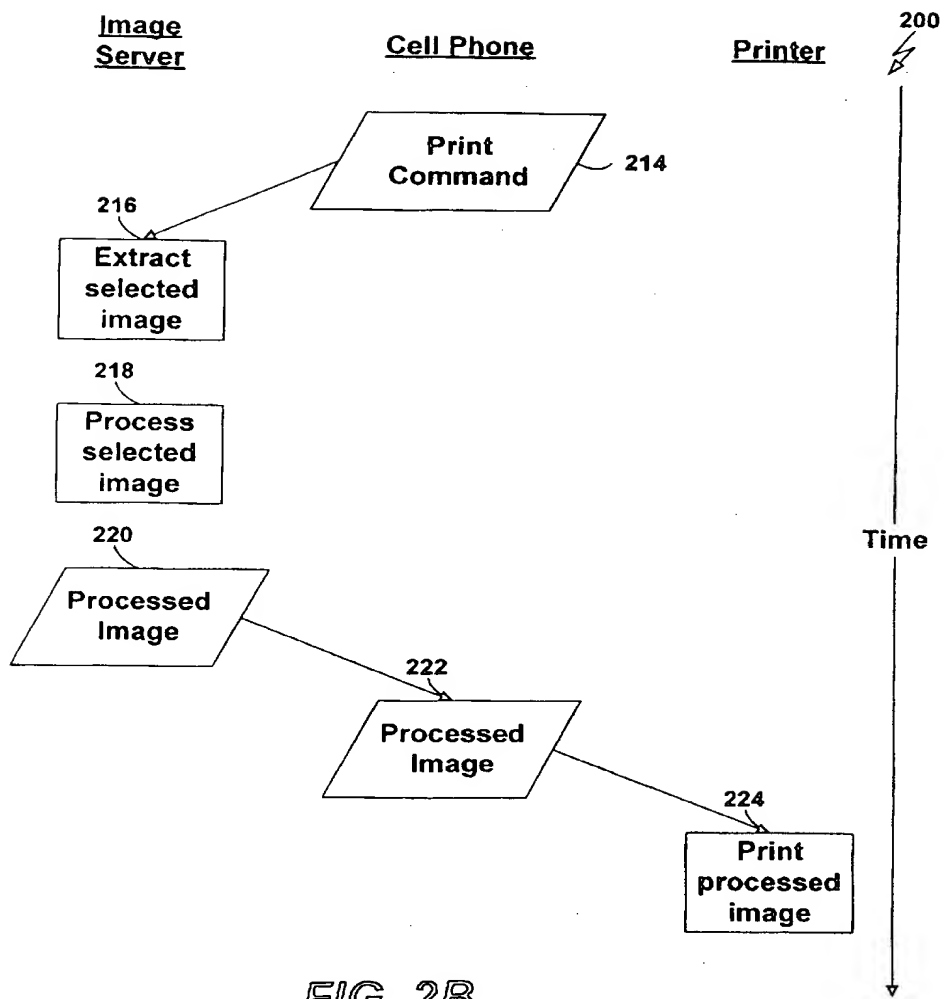 Image
Server
Cell Phone
Printer
200
Print
Command
214
216
Extract
selected
image
218
Process
selected
image
Time
220
Processed
Image
222
Processed
Image
224
Print
processed
image
FIG. 2B